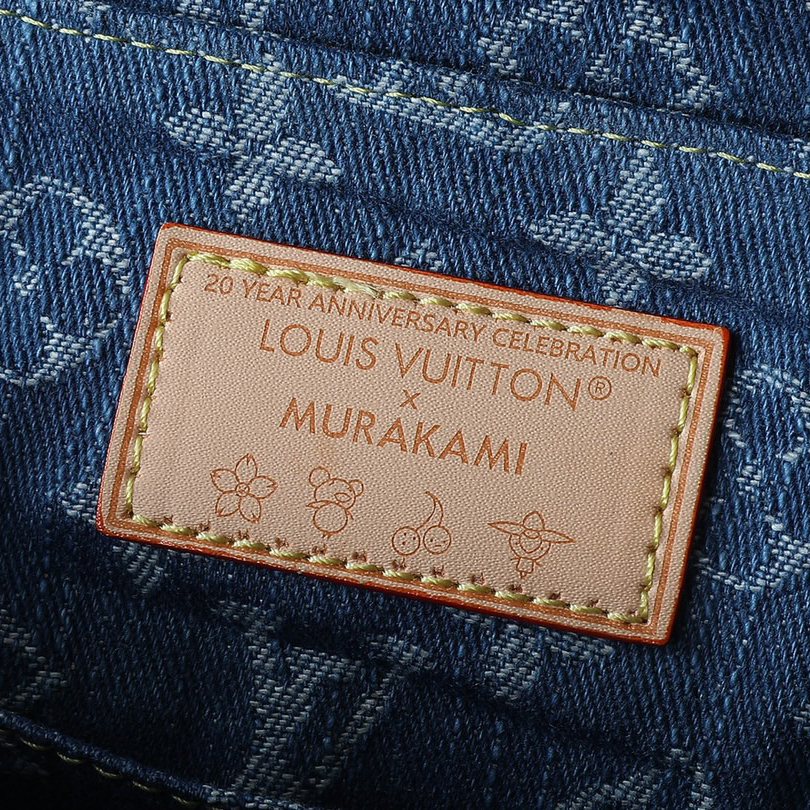 20 YEAR ANNIVERSARY CELEBRATION
LOUIS VUITTON®
×
MURAKAMI